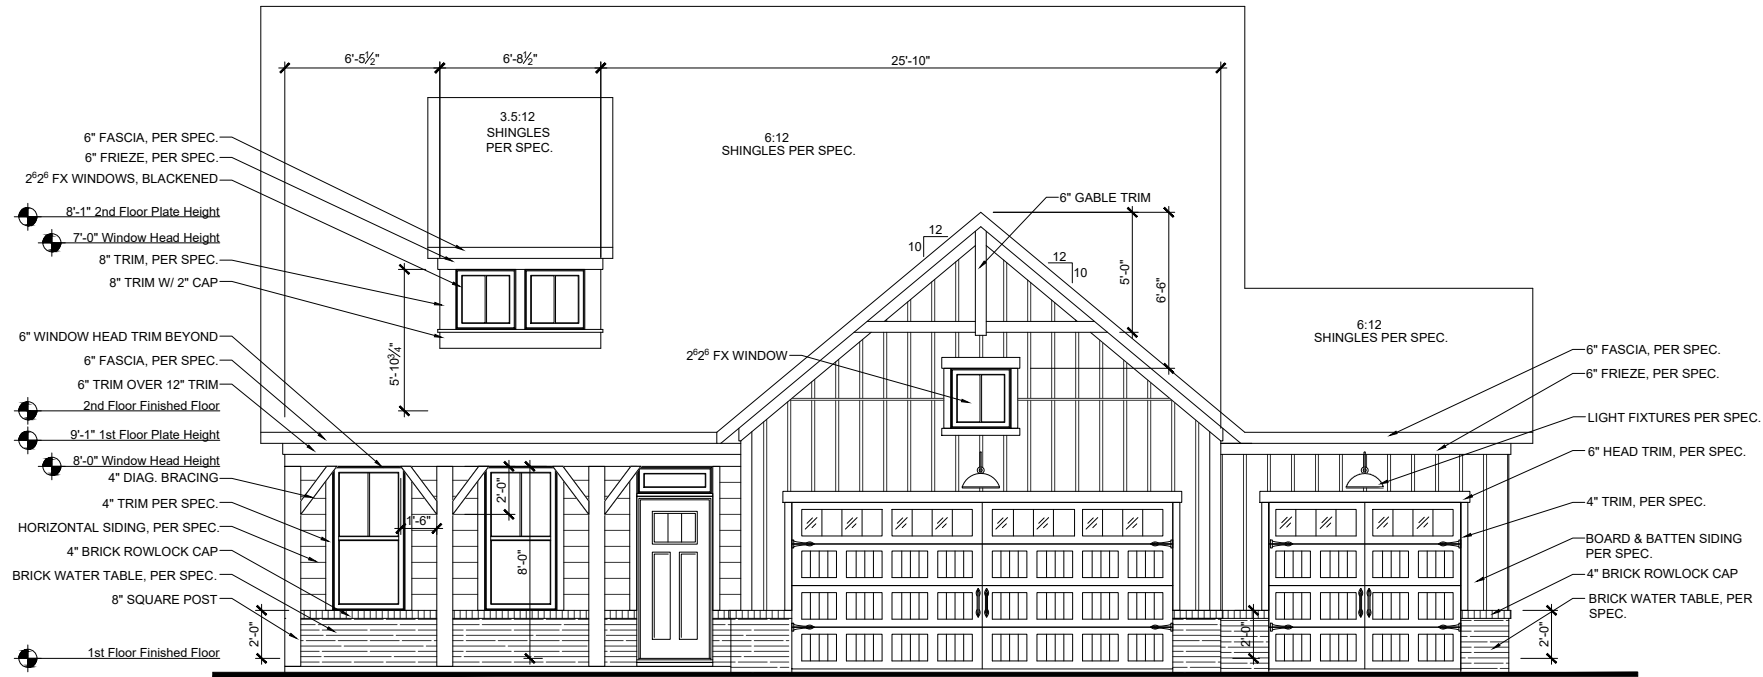 6'-5½"
6'-8½"
25'-10"
3.5:12
SHINGLES
PER SPEC.
6:12
SHINGLES PER SPEC.
6" FASCIA, PER SPEC.
6" FRIEZE, PER SPEC.
2⁶2⁶ FX WINDOWS, BLACKENED
8'-1" 2nd Floor Plate Height
7'-0" Window Head Height
8" TRIM, PER SPEC.
8" TRIM W/ 2" CAP
6" WINDOW HEAD TRIM BEYOND
6" FASCIA, PER SPEC.
6" TRIM OVER 12" TRIM
2nd Floor Finished Floor
9'-1" 1st Floor Plate Height
8'-0" Window Head Height
4" DIAG. BRACING
4" TRIM PER SPEC.
HORIZONTAL SIDING, PER SPEC.
4" BRICK ROWLOCK CAP
BRICK WATER TABLE, PER SPEC.
8" SQUARE POST
1st Floor Finished Floor
2'-0"
5'-10¾"
1'-6"
2'-0"
8'-0"
6" GABLE TRIM
12
10
12
10
5'-0"
6'-6"
2⁶2⁶ FX WINDOW
6:12
SHINGLES PER SPEC.
6" FASCIA, PER SPEC.
6" FRIEZE, PER SPEC.
LIGHT FIXTURES PER SPEC.
6" HEAD TRIM, PER SPEC.
4" TRIM, PER SPEC.
BOARD & BATTEN SIDING
PER SPEC.
4" BRICK ROWLOCK CAP
BRICK WATER TABLE, PER
SPEC.
2'-0"
2'-0"